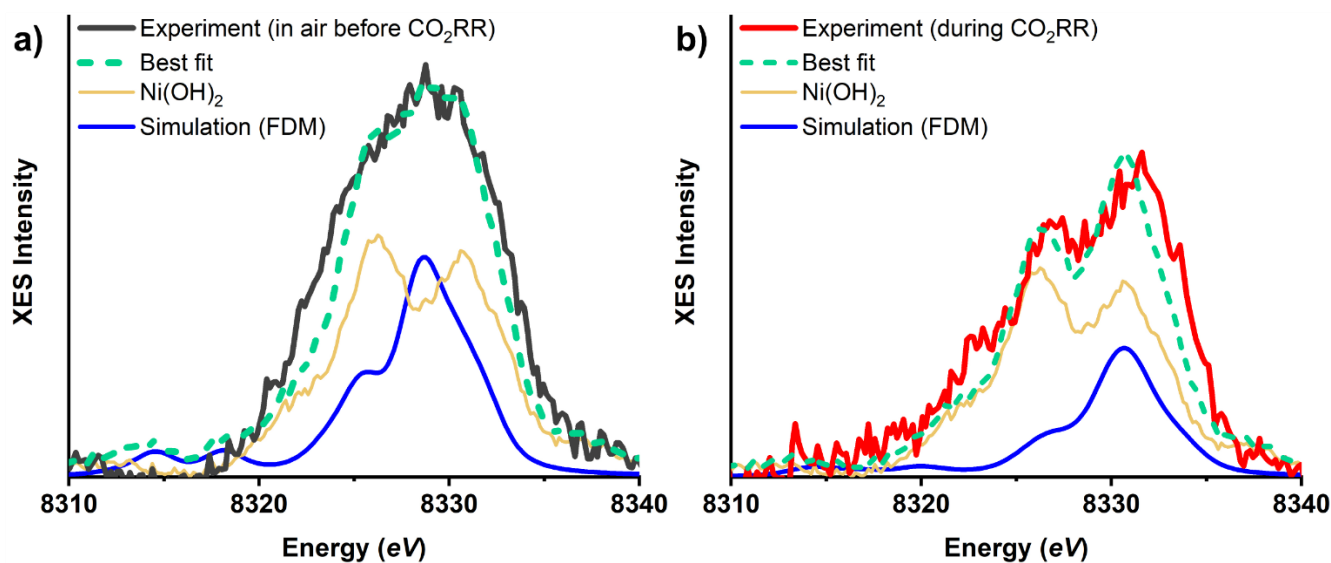 a)
Experiment (in air before CO₂RR)
Best fit
Ni(OH)₂
Simulation (FDM)
XES Intensity
8310 8320 8330 8340
Energy (eV)
b)
Experiment (during CO₂RR)
Best fit
Ni(OH)₂
Simulation (FDM)
XES Intensity
8310 8320 8330 8340
Energy (eV)